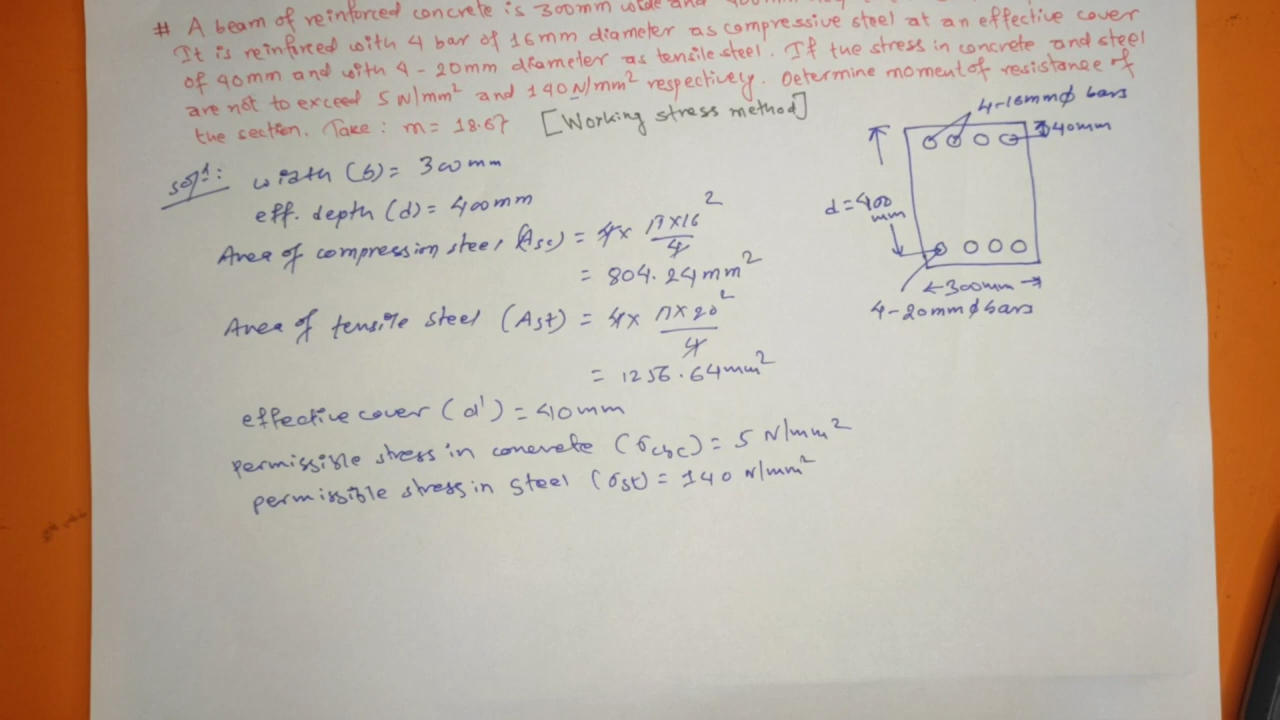 # A beam of reinforced concrete is 300mm wide and
It is reinforced with 4 bar of 16mm diameter as compressive steel at an effective cover
of 40mm and with 4 - 20mm diameter as tensile steel. If the stress in concrete and steel
are not to exceed 5 N/mm² and 140 N/mm² respectively. Determine moment of resistance of
the section. Take : m = 18.67 [Working stress method]
4-16mmϕ bars
40mm
d = 400
mm
←300mm→
4-20mmϕ bars
solⁿ :
width (b) = 300mm
eff. depth (d) = 400mm
Area of compression steel (Asc) = 4 × π×16²/4
= 804.24mm²
Area of tensile steel (Ast) = 4 × π×20²/4
= 1256.64mm²
effective cover (d') = 40mm
permissible stress in concrete (σcbc) = 5 N/mm²
permissible stress in steel (σst) = 140 N/mm²